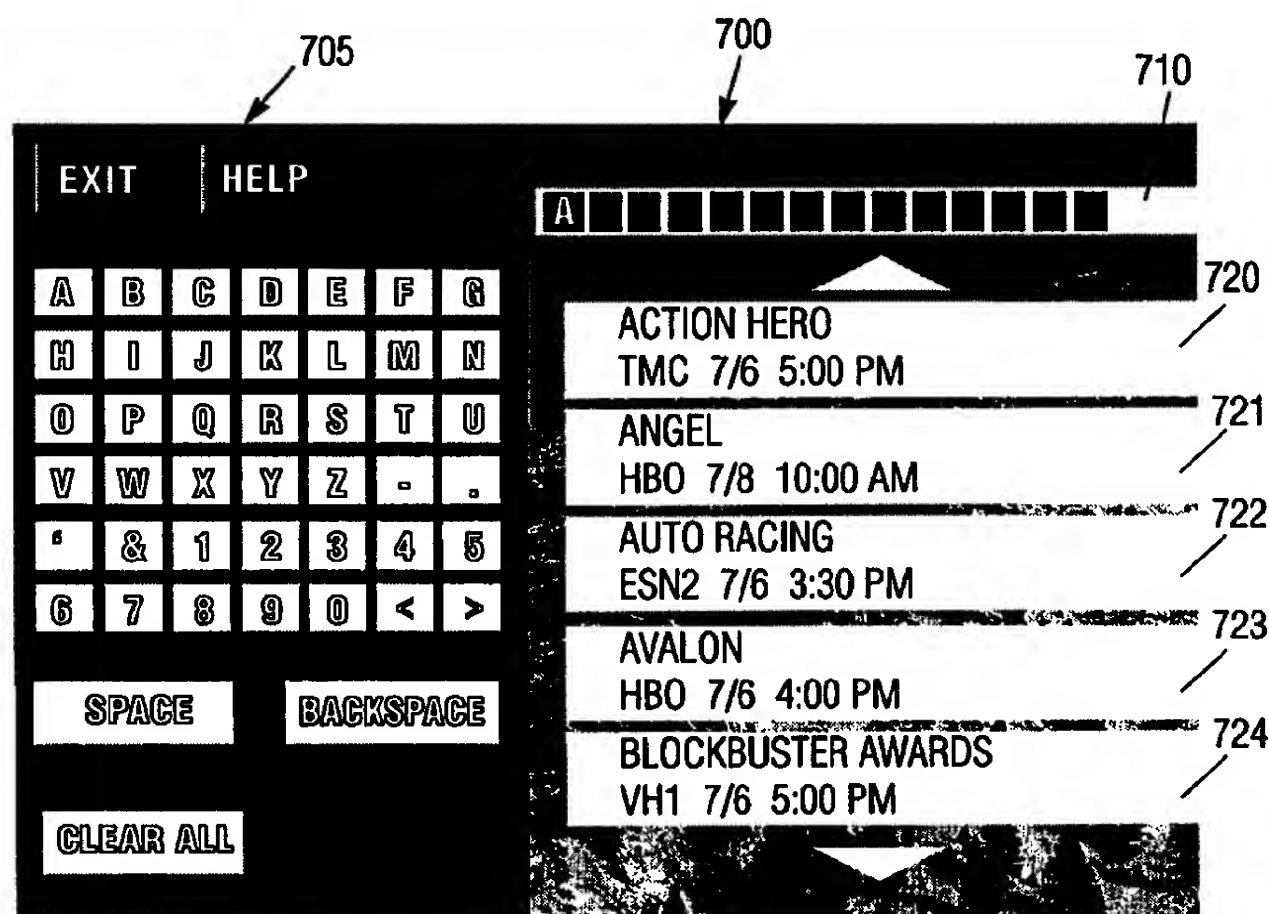 705
700
710
EXIT HELP
A
A B C D E F G
H I J K L M N
O P Q R S T U
V W X Y Z - .
' & 1 2 3 4 5
6 7 8 9 0 < >
SPACE BACKSPACE
CLEAR ALL
720
ACTION HERO
TMC 7/6 5:00 PM
721
ANGEL
HBO 7/8 10:00 AM
722
AUTO RACING
ESN2 7/6 3:30 PM
723
AVALON
HBO 7/6 4:00 PM
724
BLOCKBUSTER AWARDS
VH1 7/6 5:00 PM